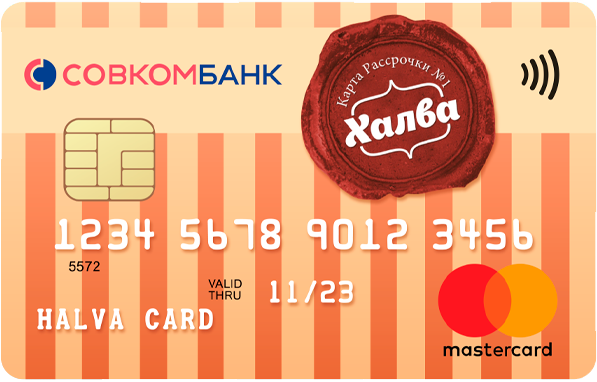 СОВКОМБАНК
Карта Рассрочки №1
Халва
1234 5678 9012 3456
5572
VALID
THRU
11/23
HALVA CARD
mastercard